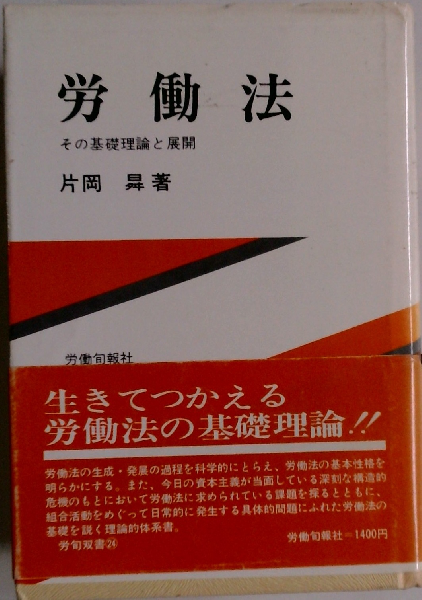 労働法
その基礎理論と展開
片岡 曻 著
労働旬報社
生きてつかえる
労働法の基礎理論!!
労働法の生成・発展の過程を科学的にとらえ、労働法の基本性格を
明らかにする。また、今日の資本主義が当面している深刻な構造的
危機のもとにおいて労働法に求められている課題を探るとともに、
組合活動をめぐって日常的に発生する具体的問題にふれた労働法の
基礎を説く理論的体系書。
労旬双書㉔
労働旬報社=1400円